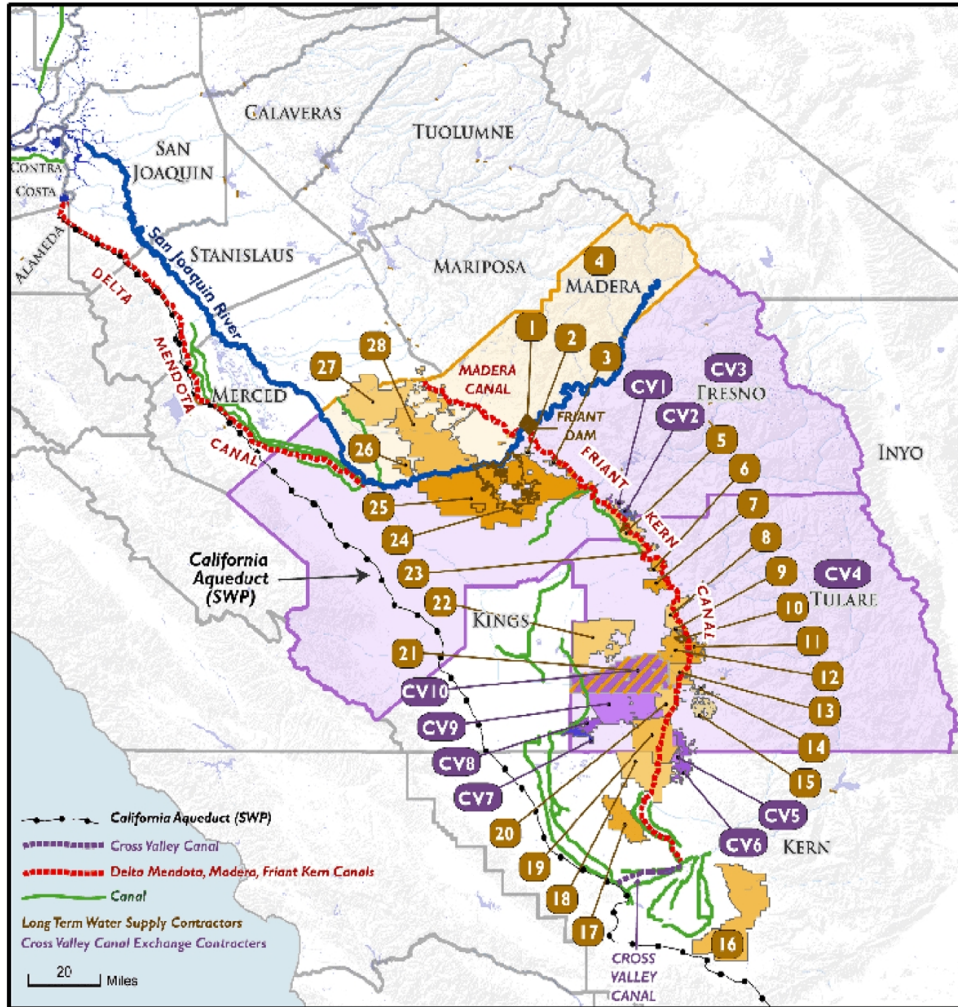 CALAVERAS
TUOLUMNE
SAN
JOAQUIN
CONTRA
COSTA
ALAMEDA
STANISLAUS
San Joaquin River
MARIPOSA
4
MADERA
DELTA
MENDOTA
CANAL
MERCED
1
2
3
28
27
MADERA
CANAL
FRIANT
DAM
CV1
CV2
CV3
FRESNO
INYO
5
6
7
8
9
10
11
12
13
14
15
FRIANT
KERN
CANAL
26
25
24
23
22
21
California
Aqueduct
(SWP)
KINGS
CV4
TULARE
CV10
CV9
CV8
CV7
20
19
18
17
CV5
CV6
KERN
16
CROSS
VALLEY
CANAL
California Aqueduct (SWP)
Cross Valley Canal
Delta Mendota, Madera, Friant Kern Canals
Canal
Long Term Water Supply Contractors
Cross Valley Canal Exchange Contracters
20
Miles